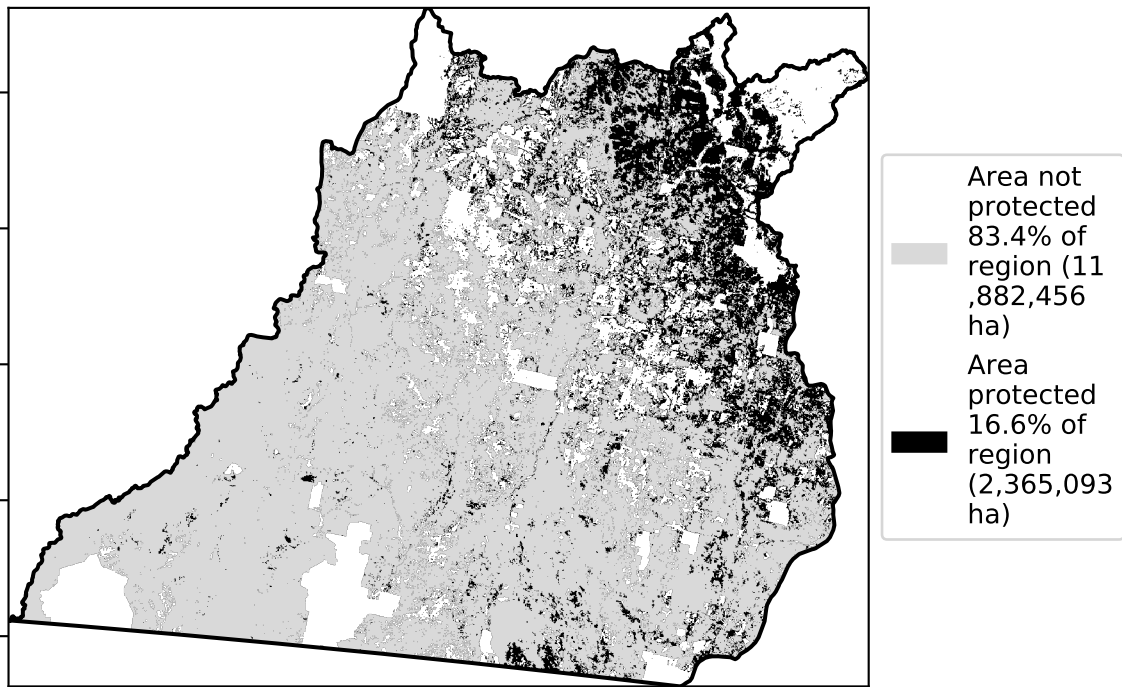 Area not
protected
83.4% of
region (11
,882,456
ha)
Area
protected
16.6% of
region
(2,365,093
ha)